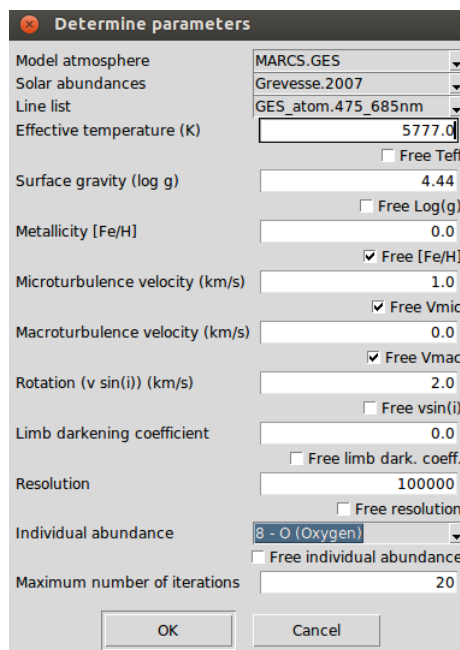 Determine parameters
Model atmosphere MARCS.GES
Solar abundances Grevesse.2007
Line list GES_atom.475_685nm
Effective temperature (K) 5777.0
Free Teff
Surface gravity (log g) 4.44
Free Log(g)
Metallicity [Fe/H] 0.0
Free [Fe/H]
Microturbulence velocity (km/s) 1.0
Free Vmic
Macroturbulence velocity (km/s) 0.0
Free Vmac
Rotation (v sin(i)) (km/s) 2.0
Free vsin(i)
Limb darkening coefficient 0.0
Free limb dark. coeff.
Resolution 100000
Free resolution
Individual abundance 8 - O (Oxygen)
Free individual abundance
Maximum number of iterations 20
OK Cancel